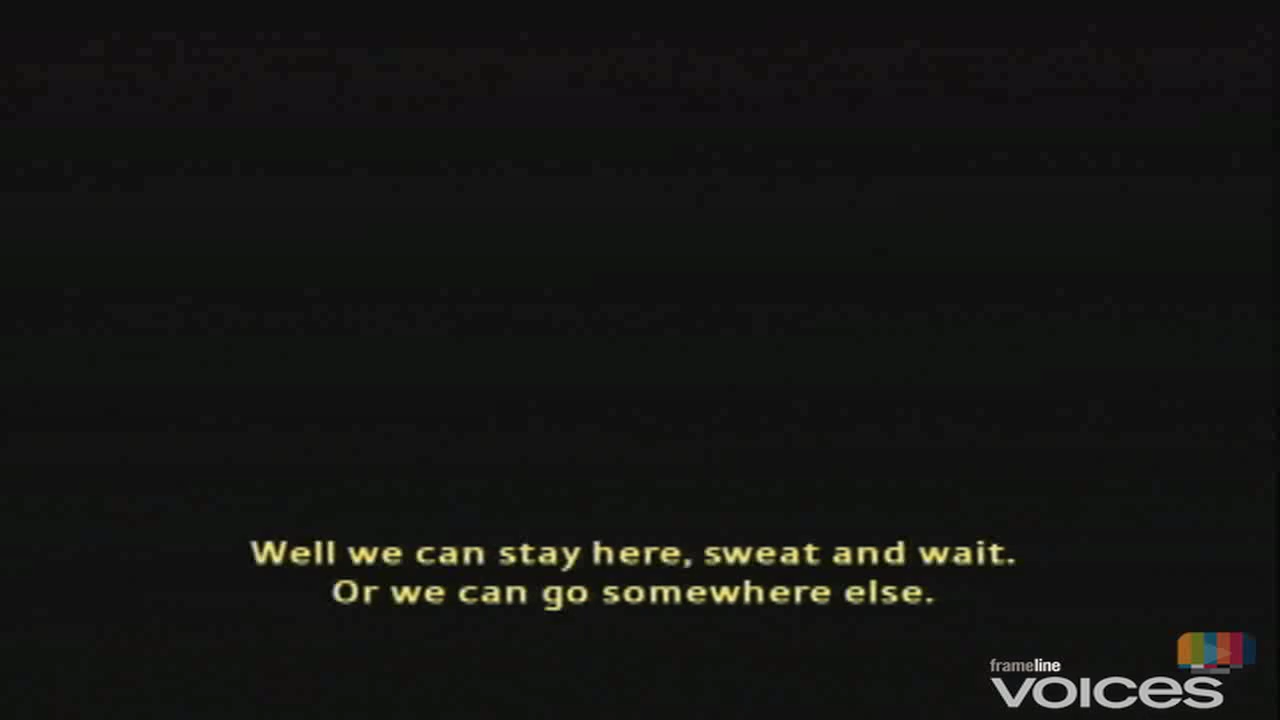 Well we can stay here, sweat and wait.
Or we can go somewhere else.
frameline
VOICES